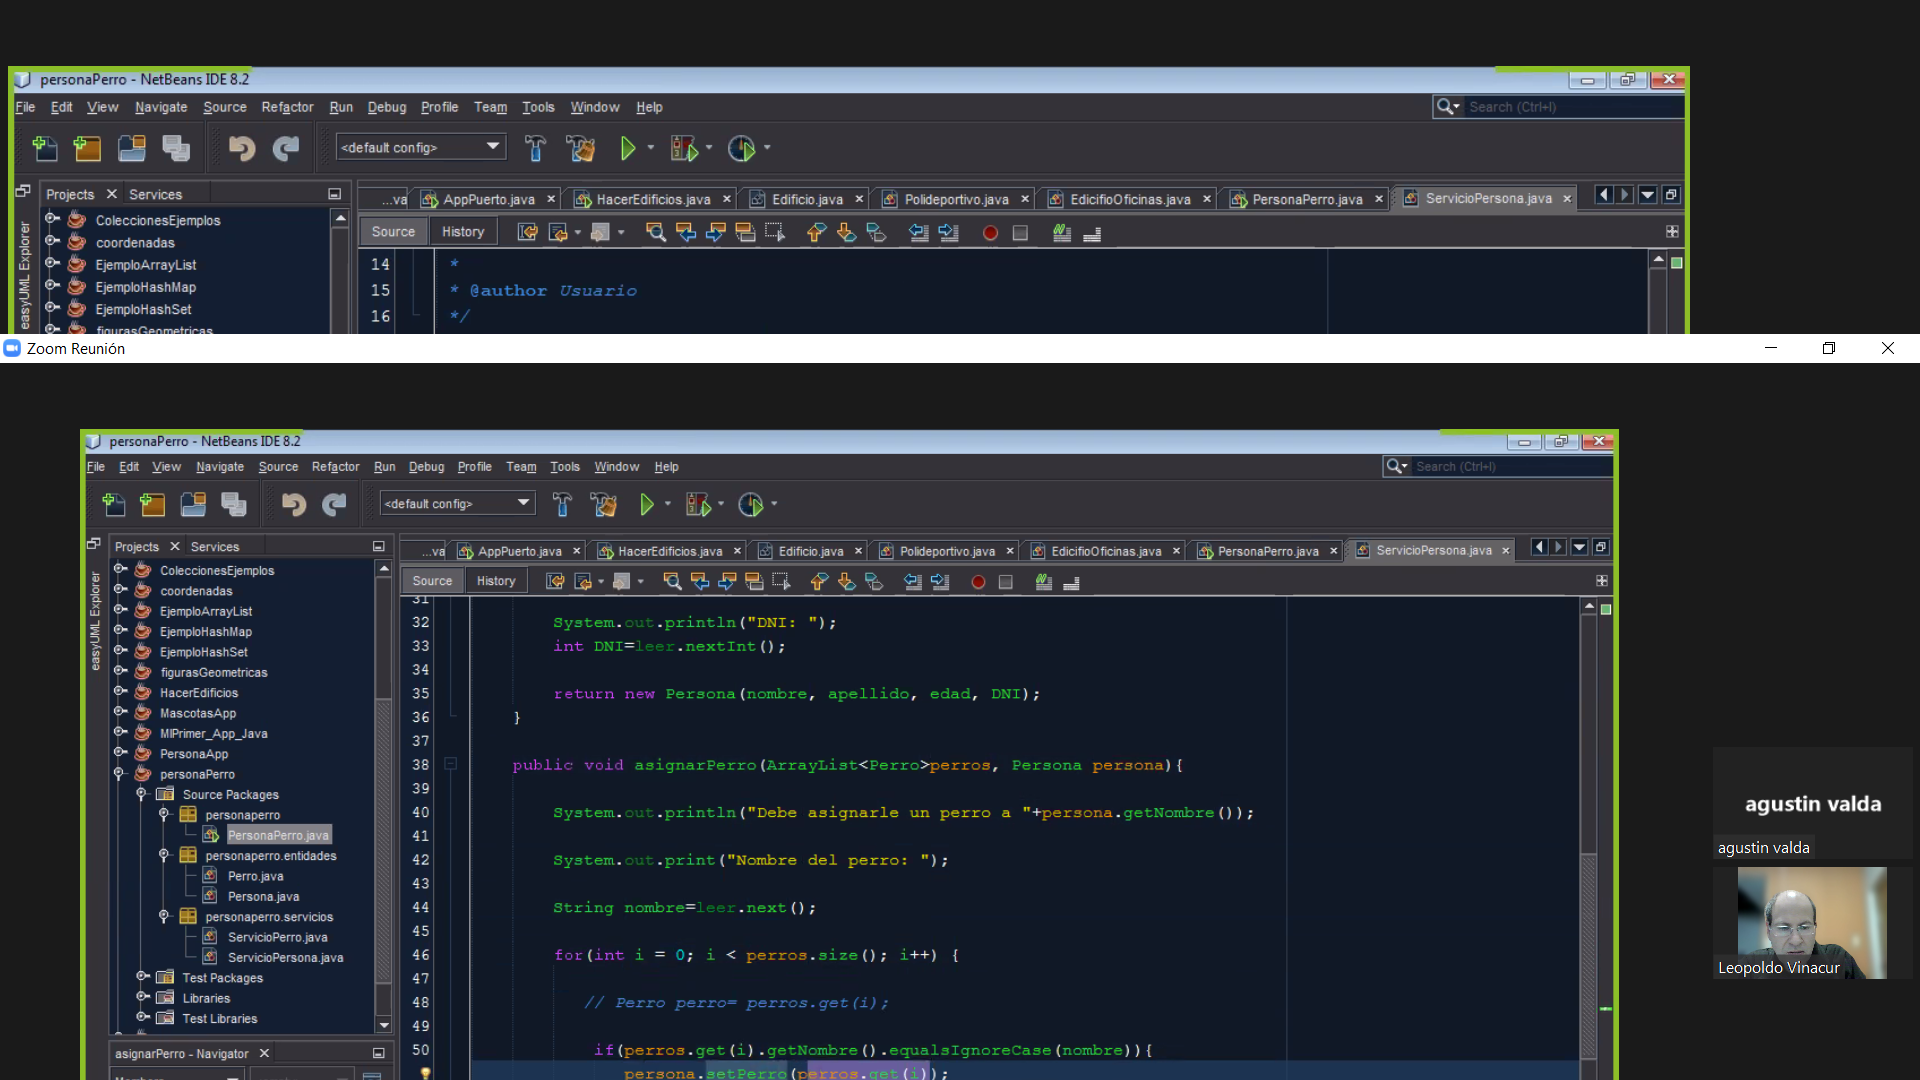 personaPerro - NetBeans IDE 8.2
File Edit View Navigate Source Refactor Run Debug Profile Team Tools Window Help
Search (Ctrl+I)
<default config>
Projects Services
...va AppPuerto.java HacerEdificios.java Edificio.java Polideportivo.java EdicifioOficinas.java PersonaPerro.java ServicioPersona.java
Source History
easyUML Explorer
ColeccionesEjemplos
coordenadas
EjemploArrayList
EjemploHashMap
EjemploHashSet
figurasGeometricas
14 *
15 * @author Usuario
16 */
Zoom Reunión
personaPerro - NetBeans IDE 8.2
File Edit View Navigate Source Refactor Run Debug Profile Team Tools Window Help
Search (Ctrl+I)
<default config>
Projects Services
...va AppPuerto.java HacerEdificios.java Edificio.java Polideportivo.java EdicifioOficinas.java PersonaPerro.java ServicioPersona.java
Source History
easyUML Explorer
ColeccionesEjemplos
coordenadas
EjemploArrayList
EjemploHashMap
EjemploHashSet
figurasGeometricas
HacerEdificios
MascotasApp
MIPrimer_App_Java
PersonaApp
personaPerro
Source Packages
personaperro
PersonaPerro.java
personaperro.entidades
Perro.java
Persona.java
personaperro.servicios
ServicioPerro.java
ServicioPersona.java
Test Packages
Libraries
Test Libraries
asignarPerro - Navigator
Members
31
32 System.out.println("DNI: ");
33 int DNI=leer.nextInt();
34
35 return new Persona(nombre, apellido, edad, DNI);
36 }
37
38 public void asignarPerro(ArrayList<Perro>perros, Persona persona){
39
40 System.out.println("Debe asignarle un perro a "+persona.getNombre());
41
42 System.out.print("Nombre del perro: ");
43
44 String nombre=leer.next();
45
46 for(int i = 0; i < perros.size(); i++) {
47
48 // Perro perro= perros.get(i);
49
50 if(perros.get(i).getNombre().equalsIgnoreCase(nombre)){
persona.setPerro(perros.get(i));
agustin valda
agustin valda
Leopoldo Vinacur